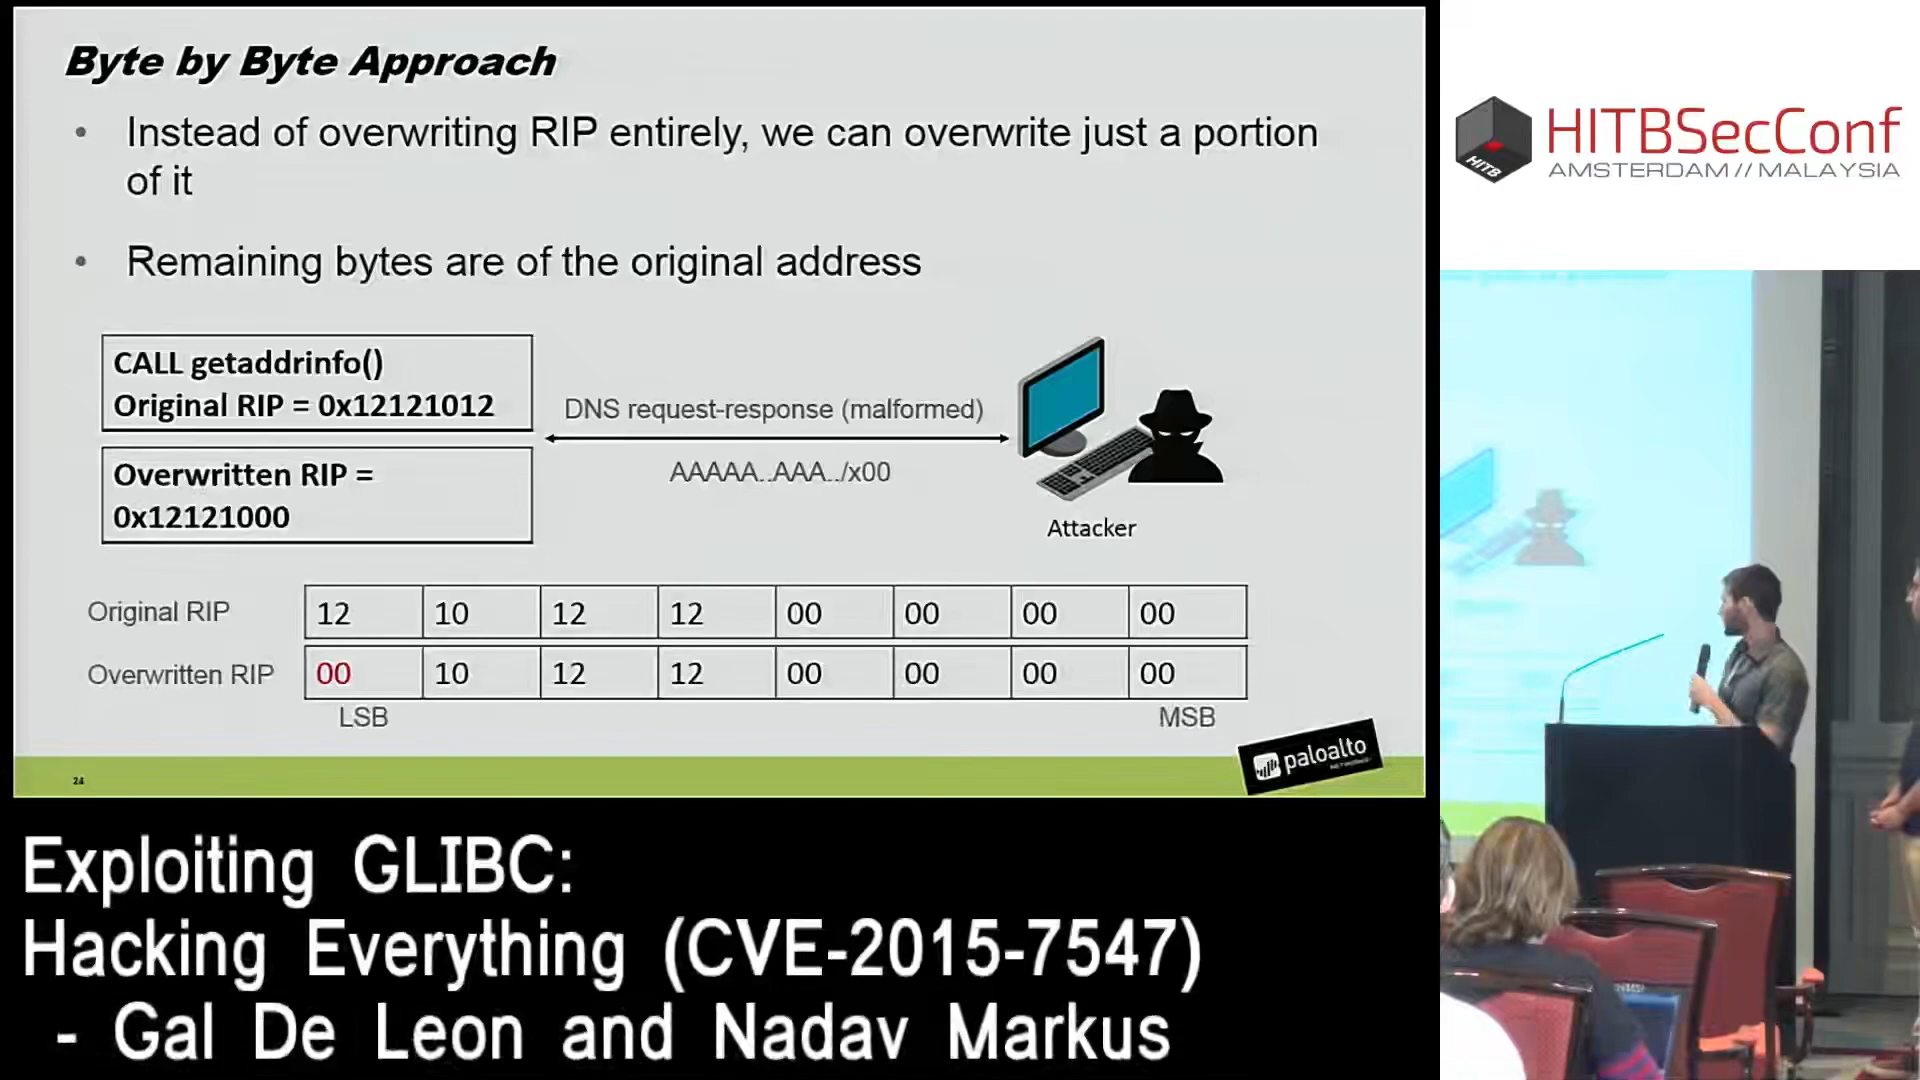 Byte by Byte Approach
• Instead of overwriting RIP entirely, we can overwrite just a portion
of it
• Remaining bytes are of the original address
CALL getaddrinfo()
Original RIP = 0x12121012
Overwritten RIP =
0x12121000
DNS request-response (malformed)
AAAAA..AAA../x00
Attacker
Original RIP 12 10 12 12 00 00 00 00
Overwritten RIP 00 10 12 12 00 00 00 00
LSB MSB
24
paloalto
HITB
HITBSecConf
AMSTERDAM // MALAYSIA
Exploiting GLIBC:
Hacking Everything (CVE-2015-7547)
- Gal De Leon and Nadav Markus